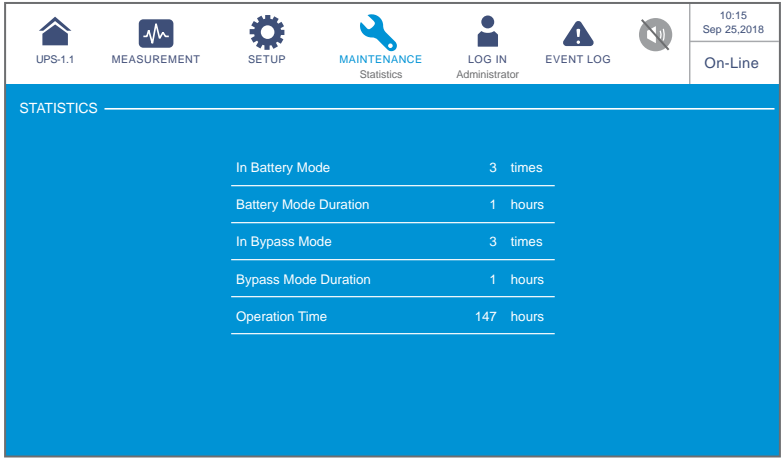 UPS-1.1
MEASUREMENT
SETUP
MAINTENANCE
Statistics
LOG IN
Administrator
EVENT LOG
10:15
Sep 25,2018
On-Line
STATISTICS
In Battery Mode 3 times
Battery Mode Duration 1 hours
In Bypass Mode 3 times
Bypass Mode Duration 1 hours
Operation Time 147 hours